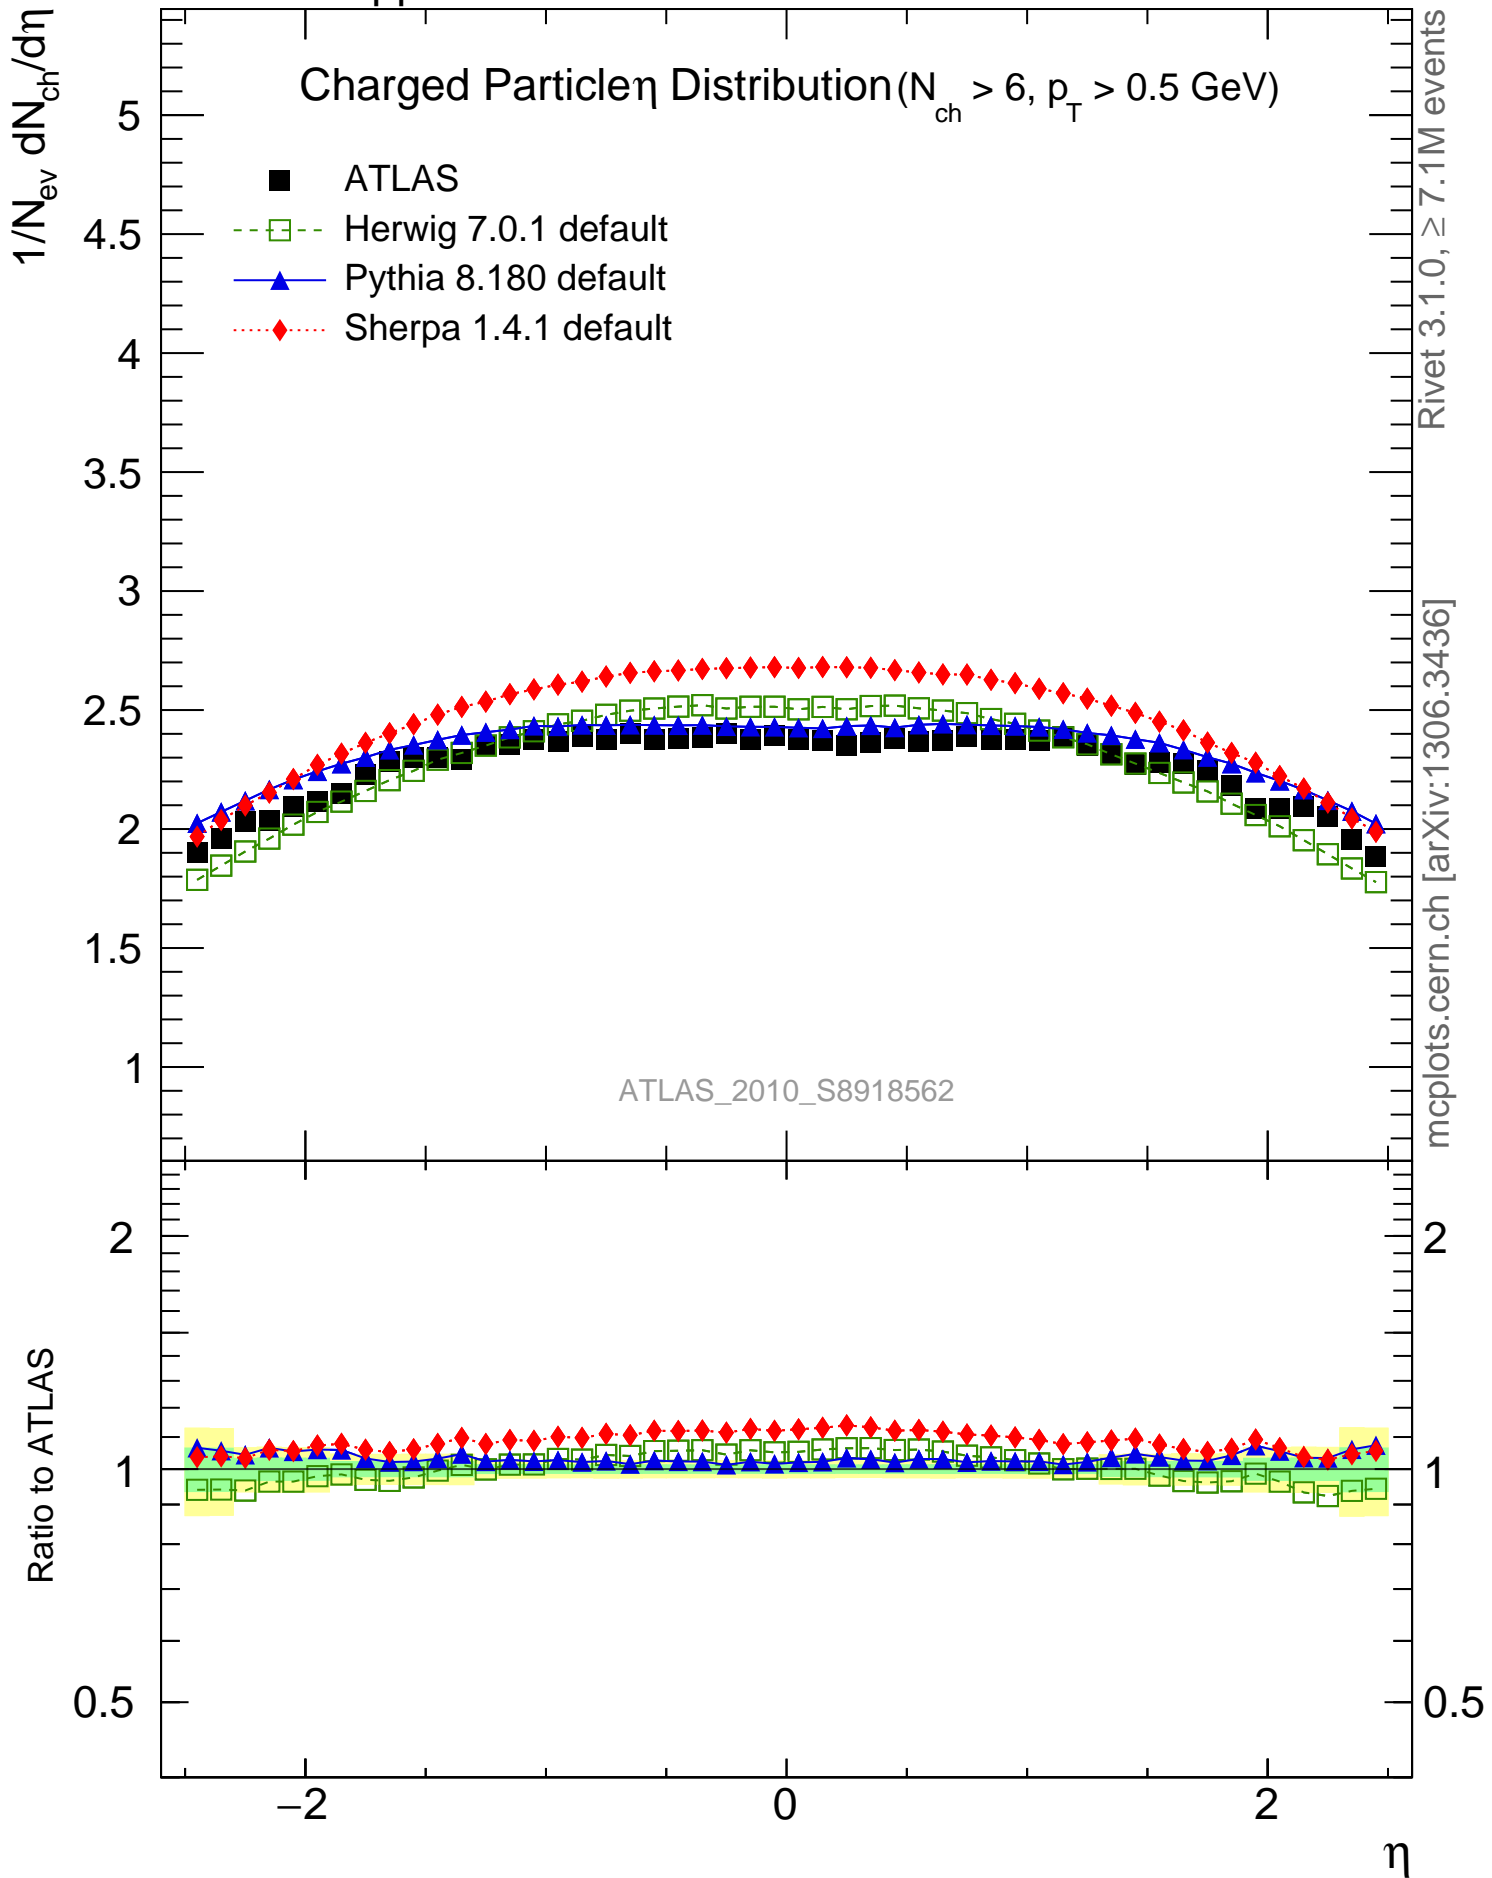 pp
1/N_ev dN_ch/dη
Charged Particleη Distribution(N_ch > 6, p_T > 0.5 GeV)
ATLAS
Herwig 7.0.1 default
Pythia 8.180 default
Sherpa 1.4.1 default
5
4.5
4
3.5
3
2.5
2
1.5
1
ATLAS_2010_S8918562
Rivet 3.1.0, ≥ 7.1M events
mcplots.cern.ch [arXiv:1306.3436]
Ratio to ATLAS
2
1
0.5
2
1
0.5
−2
0
2
η